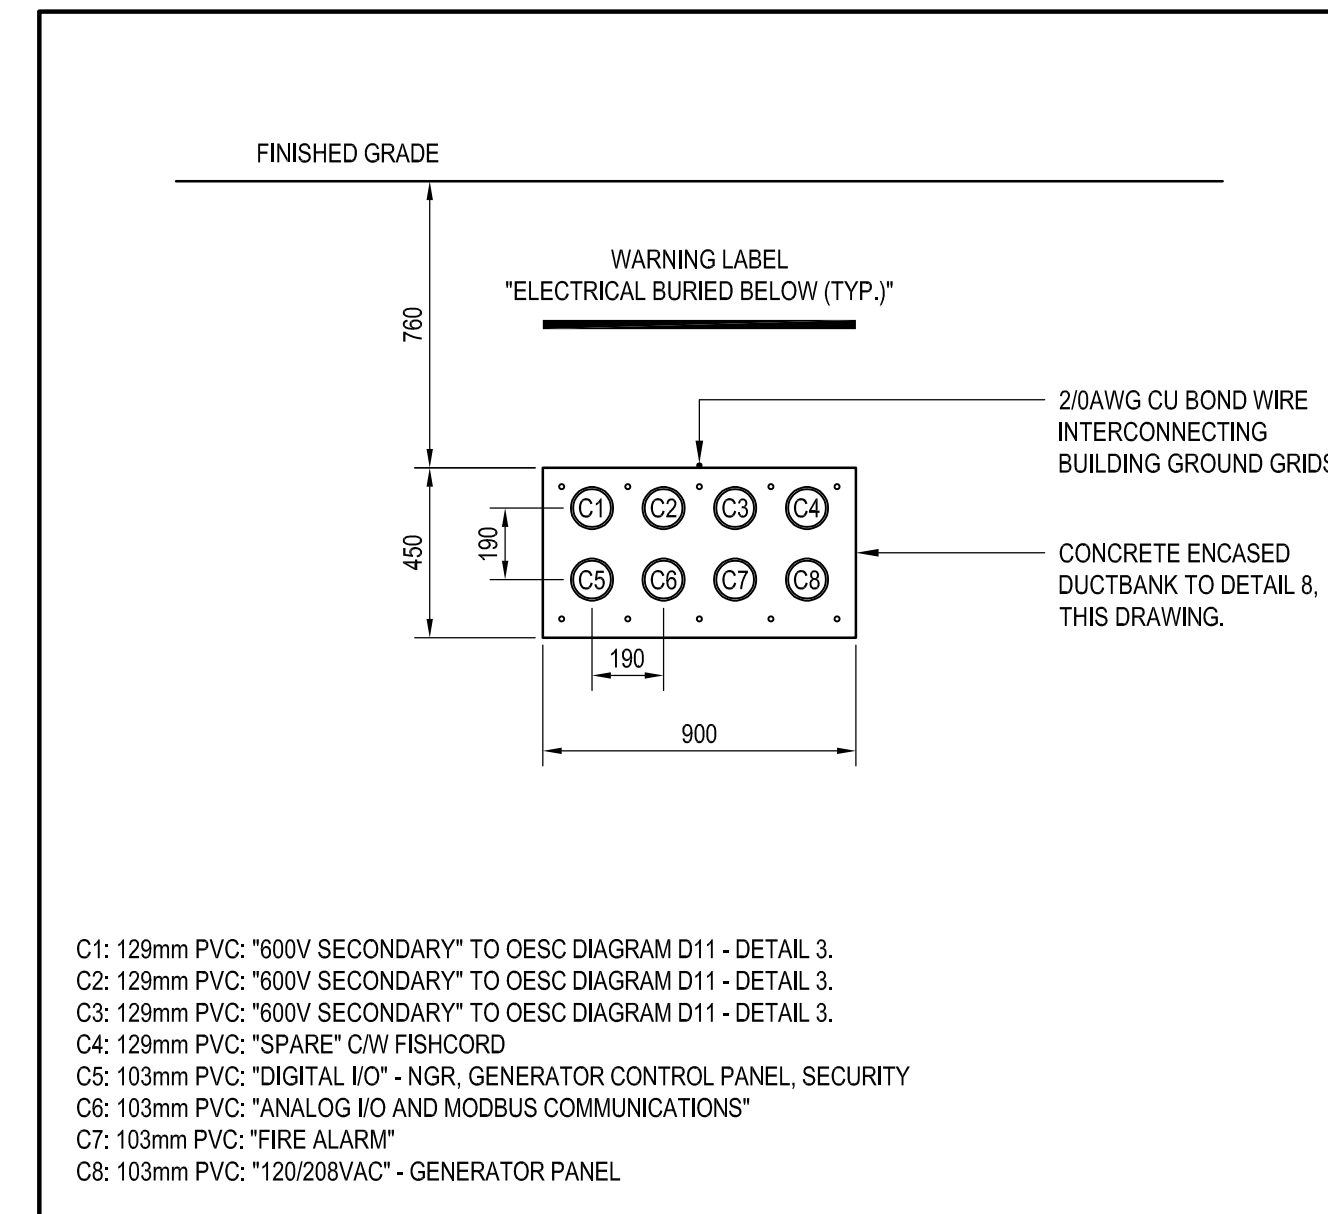 FINISHED GRADE
WARNING LABEL
"ELECTRICAL BURIED BELOW (TYP.)"
760
2/0AWG CU BOND WIRE
INTERCONNECTING
BUILDING GROUND GRIDS
C1 C2 C3 C4
450
190
C5 C6 C7 C8
CONCRETE ENCASED
DUCTBANK TO DETAIL 8,
THIS DRAWING.
190
900
C1: 129mm PVC: "600V SECONDARY" TO OESC DIAGRAM D11 - DETAIL 3.
C2: 129mm PVC: "600V SECONDARY" TO OESC DIAGRAM D11 - DETAIL 3.
C3: 129mm PVC: "600V SECONDARY" TO OESC DIAGRAM D11 - DETAIL 3.
C4: 129mm PVC: "SPARE" C/W FISHCORD
C5: 103mm PVC: "DIGITAL I/O" - NGR, GENERATOR CONTROL PANEL, SECURITY
C6: 103mm PVC: "ANALOG I/O AND MODBUS COMMUNICATIONS"
C7: 103mm PVC: "FIRE ALARM"
C8: 103mm PVC: "120/208VAC" - GENERATOR PANEL